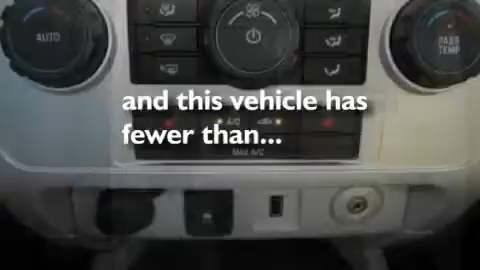 AUTO
PASS
TEMP
and this vehicle has
fewer than...
A/C
MAX A/C